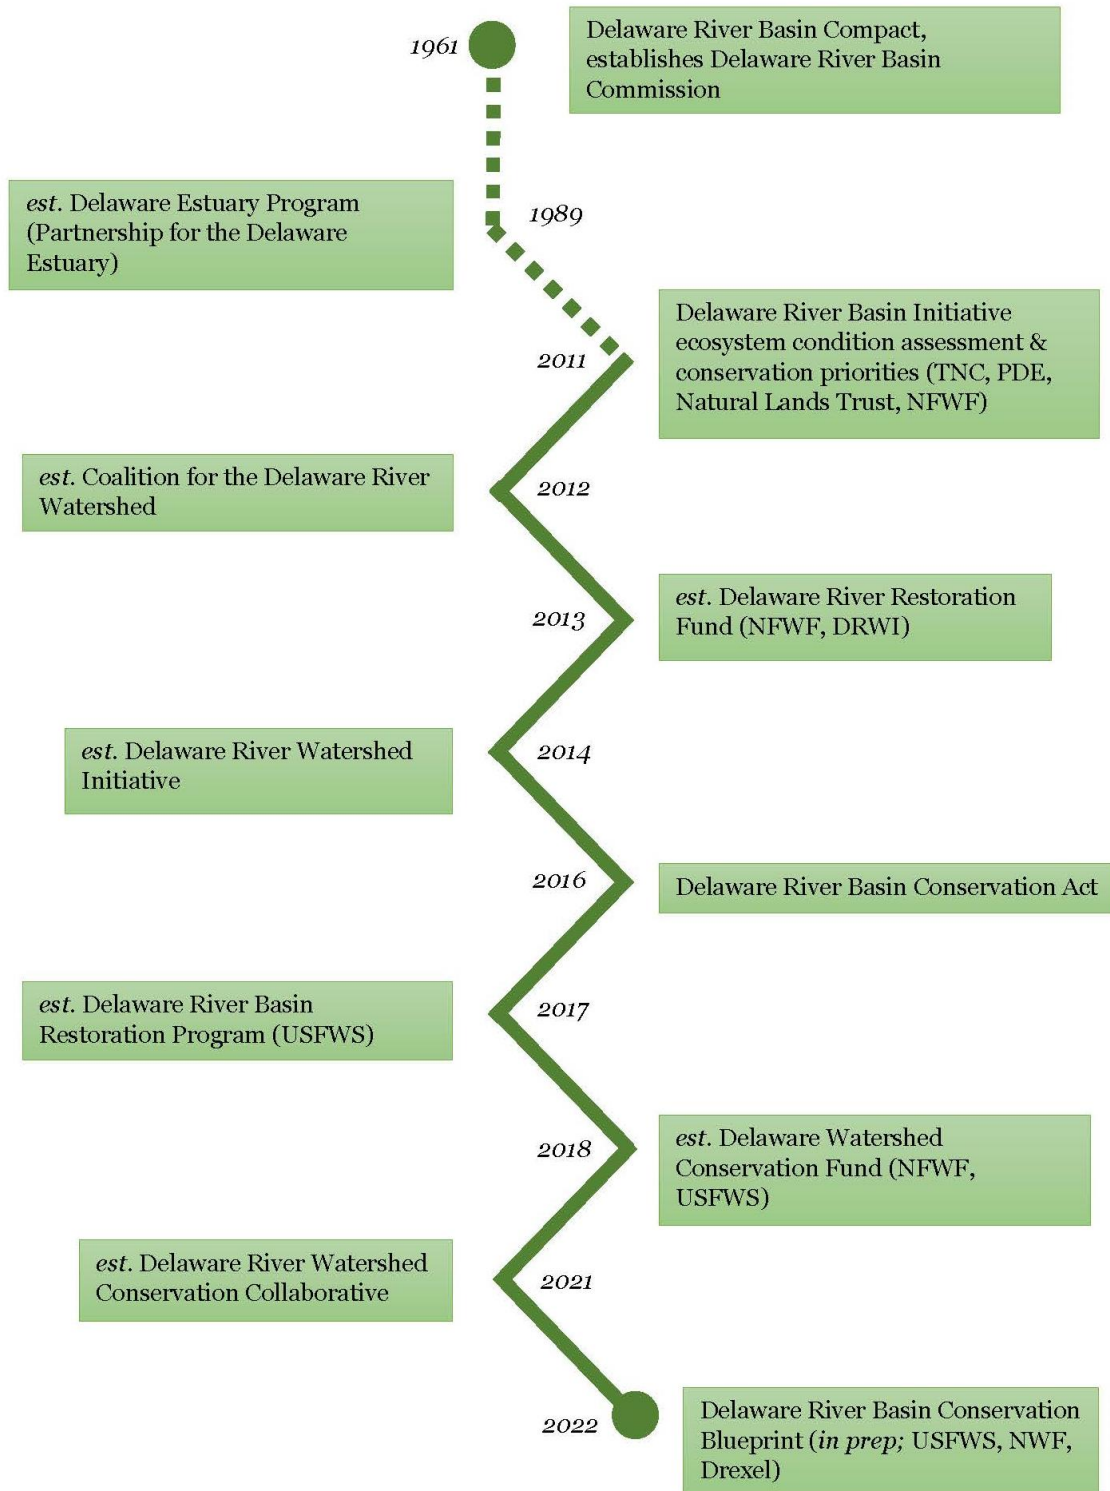 1961
Delaware River Basin Compact,
establishes Delaware River Basin
Commission
est. Delaware Estuary Program
(Partnership for the Delaware
Estuary)
1989
Delaware River Basin Initiative
ecosystem condition assessment &
conservation priorities (TNC, PDE,
Natural Lands Trust, NFWF)
2011
est. Coalition for the Delaware River
Watershed
2012
2013
est. Delaware River Restoration
Fund (NFWF, DRWI)
est. Delaware River Watershed
Initiative
2014
2016
Delaware River Basin Conservation Act
est. Delaware River Basin
Restoration Program (USFWS)
2017
2018
est. Delaware Watershed
Conservation Fund (NFWF,
USFWS)
est. Delaware River Watershed
Conservation Collaborative
2021
2022
Delaware River Basin Conservation
Blueprint (in prep; USFWS, NWF,
Drexel)